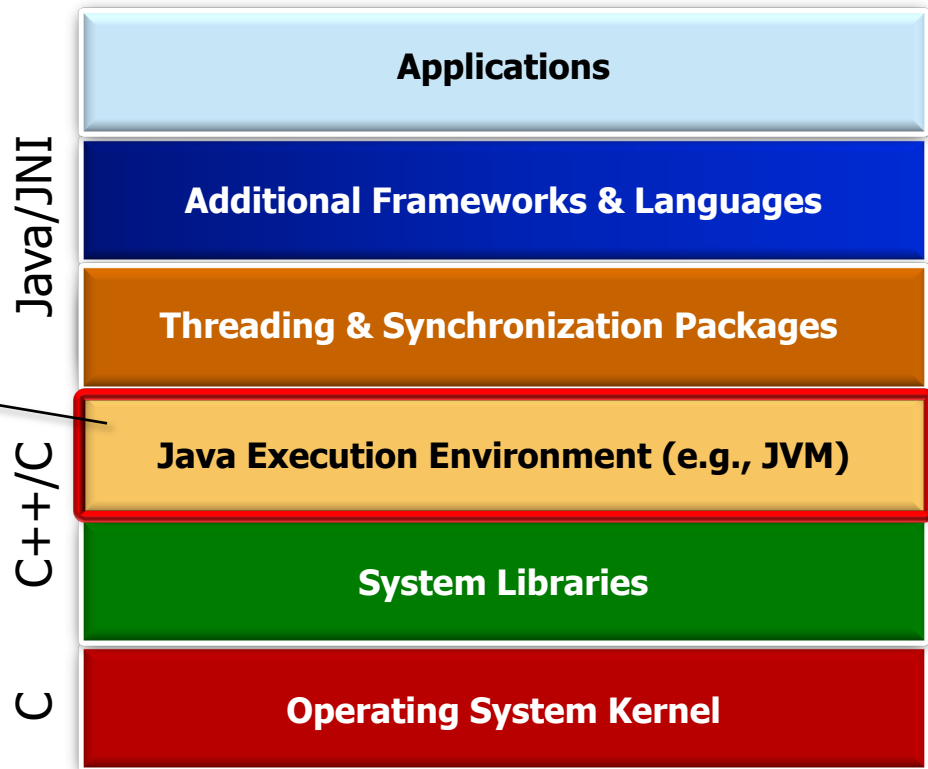 Applications
Java/JNI
Additional Frameworks & Languages
Threading & Synchronization Packages
C++/C
Java Execution Environment (e.g., JVM)
System Libraries
C
Operating System Kernel